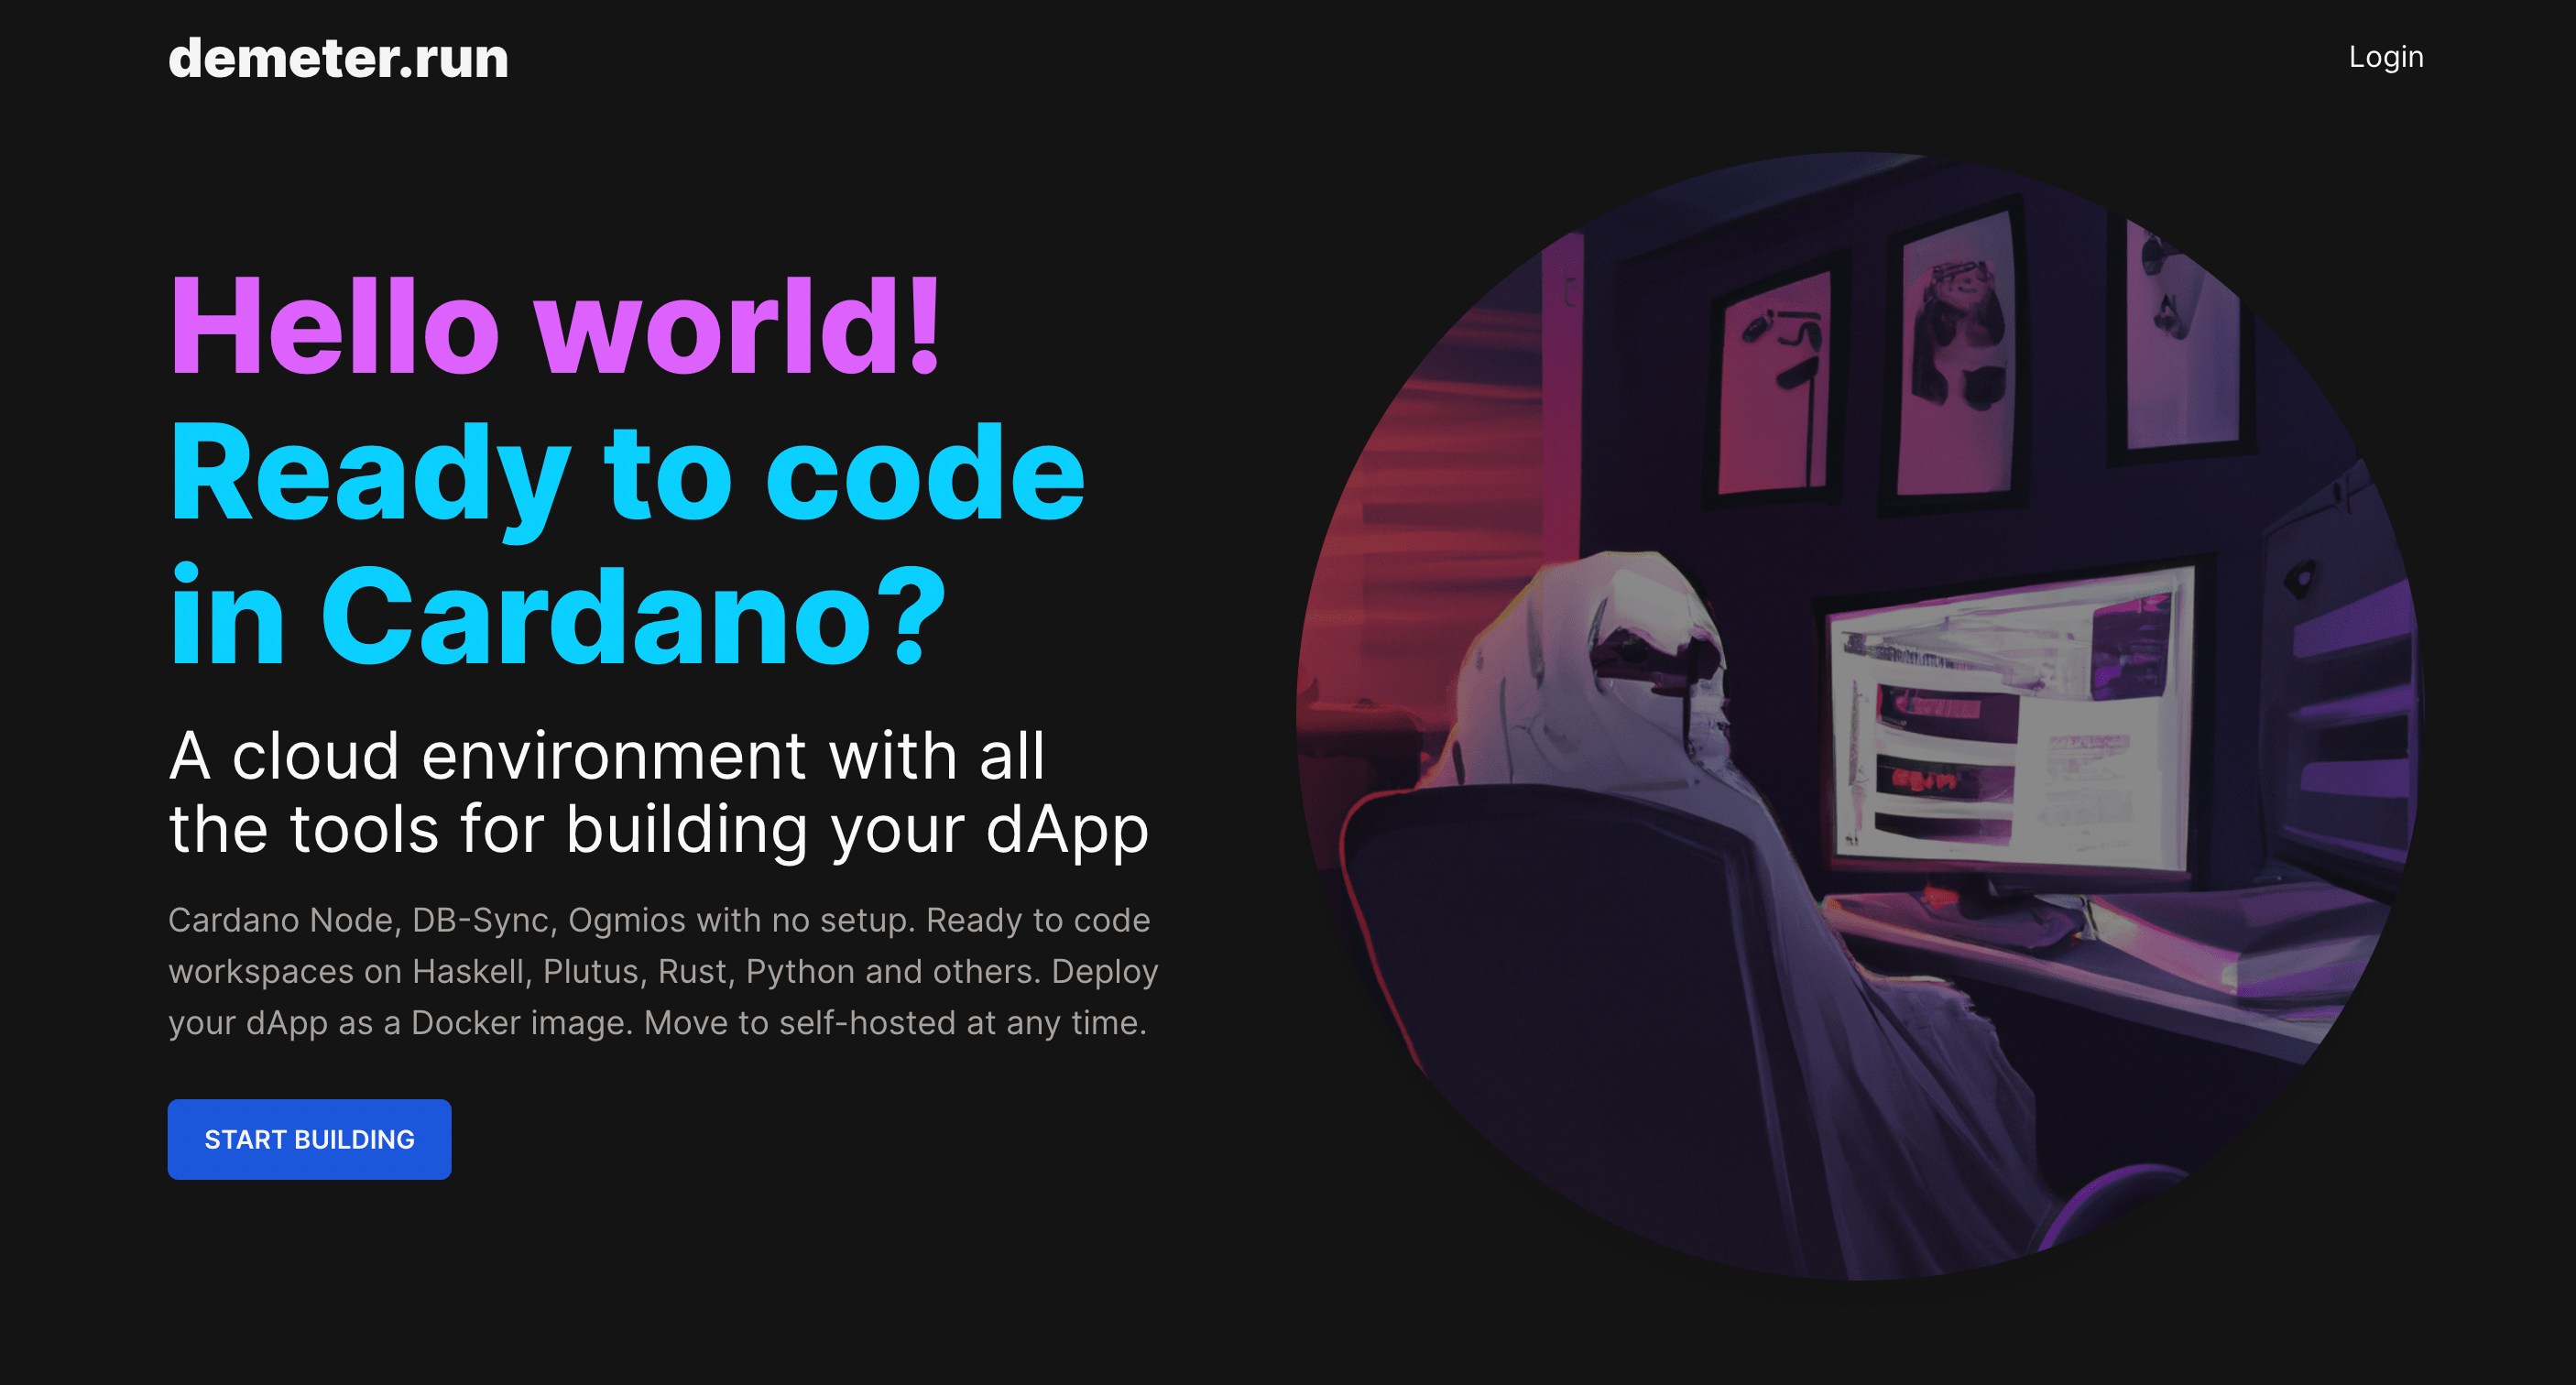 demeter.run
Login
Hello world!
Ready to code
in Cardano?
A cloud environment with all
the tools for building your dApp
Cardano Node, DB-Sync, Ogmios with no setup. Ready to code
workspaces on Haskell, Plutus, Rust, Python and others. Deploy
your dApp as a Docker image. Move to self-hosted at any time.
START BUILDING